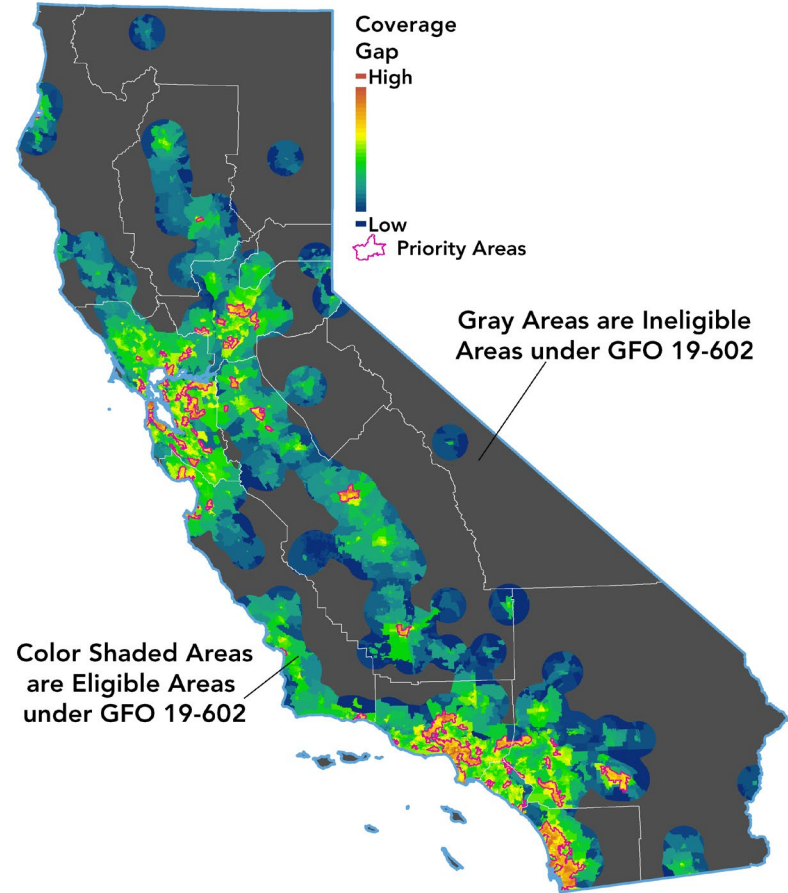 Coverage
Gap
High
Low
Priority Areas
Gray Areas are Ineligible
Areas under GFO 19-602
Color Shaded Areas
are Eligible Areas
under GFO 19-602